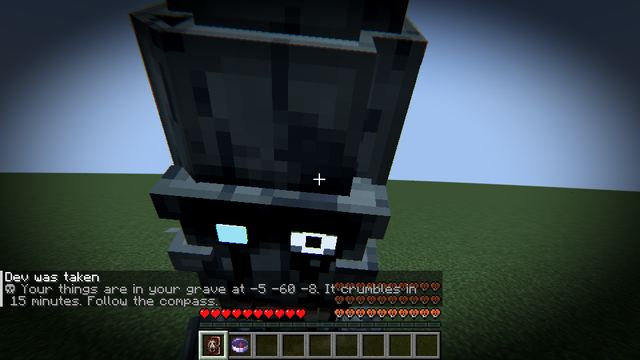 Dev was taken
☠ Your things are in your grave at -5 -60 -8. It crumbles in
15 minutes. Follow the compass.